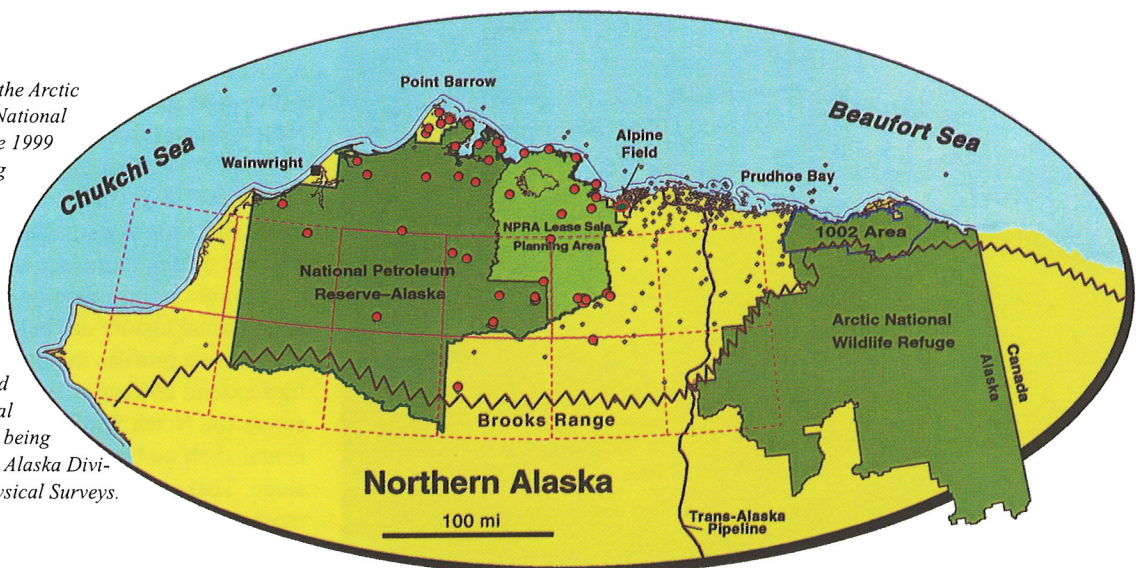 the Arctic
National
e 1999
g
d
al
being
Alaska Divi-
ysical Surveys.
Point Barrow
Chukchi Sea
Wainwright
Beaufort Sea
Alpine
Field
Prudhoe Bay
NPRA Lease Sale
Planning Area
1002 Area
National Petroleum
Reserve–Alaska
Arctic National
Wildlife Refuge
Alaska
Canada
Brooks Range
Northern Alaska
100 mi
Trans-Alaska
Pipeline